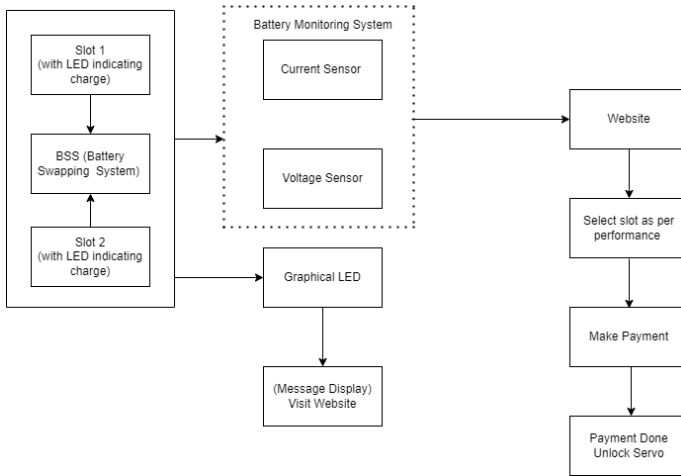 Slot 1
(with LED indicating
charge)
BSS (Battery
Swapping System)
Slot 2
(with LED indicating
charge)
Battery Monitoring System
Current Sensor
Voltage Sensor
Graphical LED
(Message Display)
Visit Website
Website
Select slot as per
performance
Make Payment
Payment Done
Unlock Servo